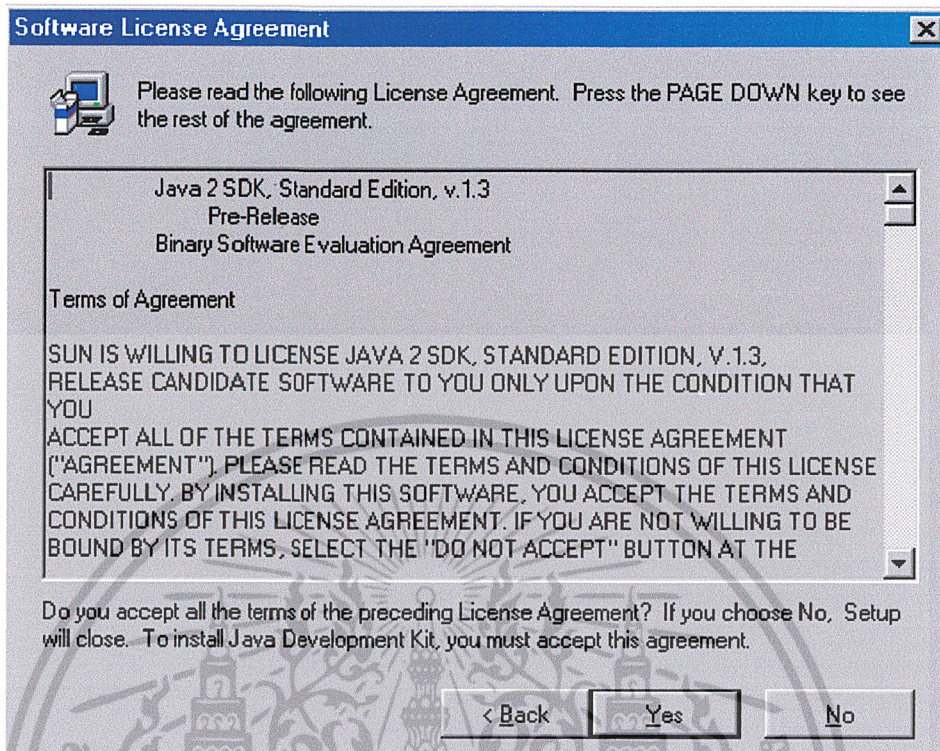 Software License Agreement
Please read the following License Agreement. Press the PAGE DOWN key to see
the rest of the agreement.
Java 2 SDK, Standard Edition, v.1.3
Pre-Release
Binary Software Evaluation Agreement
Terms of Agreement
SUN IS WILLING TO LICENSE JAVA 2 SDK, STANDARD EDITION, V.1.3,
RELEASE CANDIDATE SOFTWARE TO YOU ONLY UPON THE CONDITION THAT
YOU
ACCEPT ALL OF THE TERMS CONTAINED IN THIS LICENSE AGREEMENT
("AGREEMENT"). PLEASE READ THE TERMS AND CONDITIONS OF THIS LICENSE
CAREFULLY. BY INSTALLING THIS SOFTWARE, YOU ACCEPT THE TERMS AND
CONDITIONS OF THIS LICENSE AGREEMENT. IF YOU ARE NOT WILLING TO BE
BOUND BY ITS TERMS, SELECT THE "DO NOT ACCEPT" BUTTON AT THE
Do you accept all the terms of the preceding License Agreement? If you choose No, Setup
will close. To install Java Development Kit, you must accept this agreement.
< Back Yes No